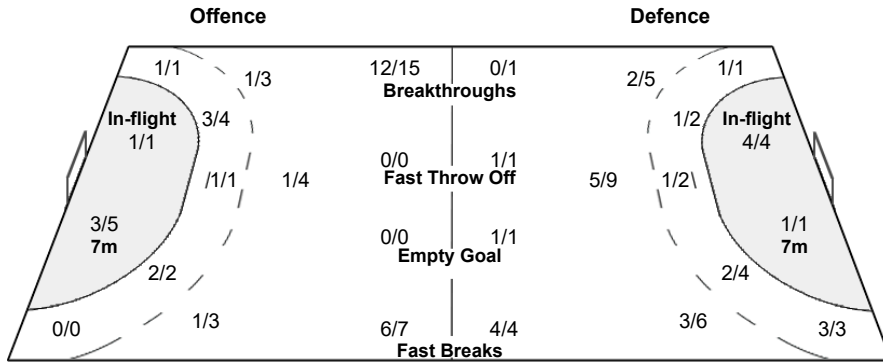 Offence Defence
1/1 1/3 12/15 0/1 2/5 1/1
Breakthroughs
In-flight 3/4 1/2 In-flight
1/1 4/4
0/0 1/1
1/1 1/4 Fast Throw Off 5/9 1/2
3/5 1/1
7m 0/0 1/1 7m
Empty Goal
2/2 2/4
0/0 1/3 6/7 4/4 3/6 3/3
Fast Breaks